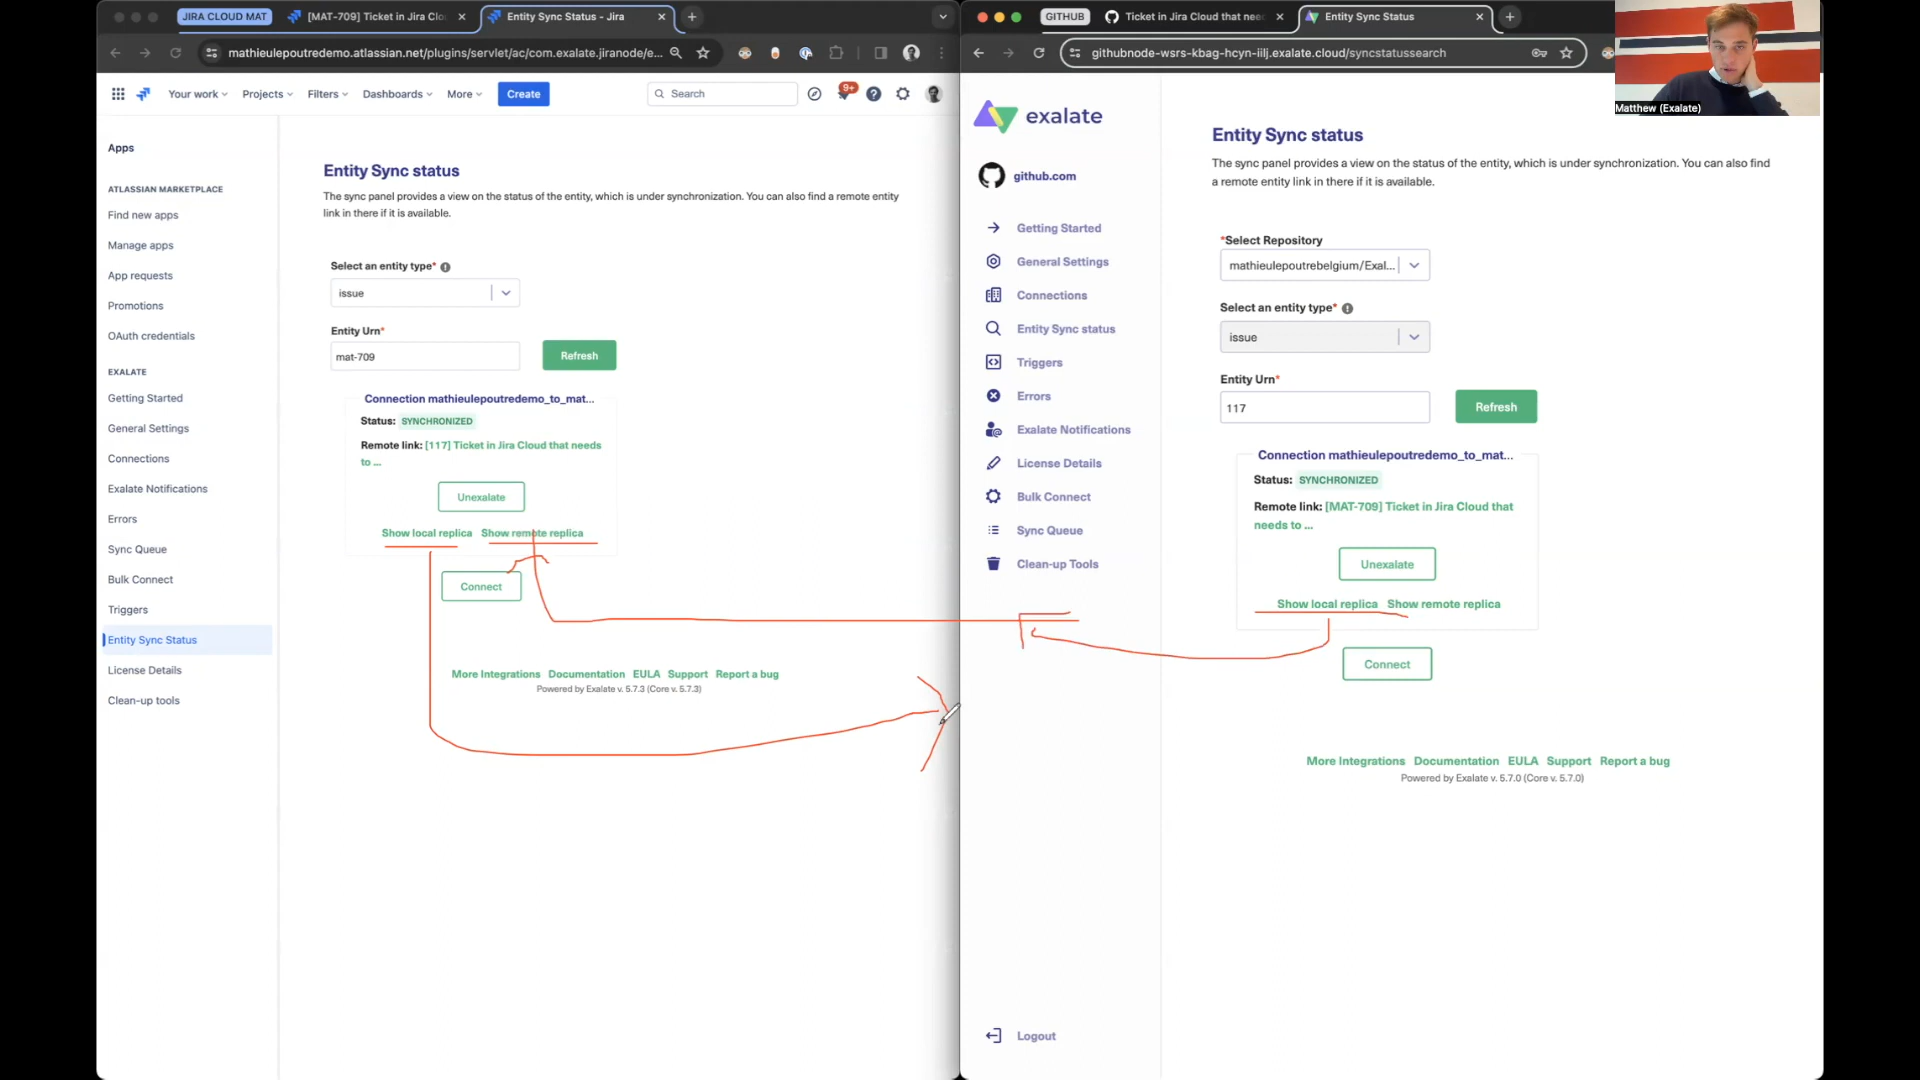 JIRA CLOUD MAT
[MAT-709] Ticket in Jira Clo
Entity Sync Status - Jira
mathieulepoutredemo.atlassian.net/plugins/servlet/ac/com.exalate.jiranode/e...
Your work
Projects
Filters
Dashboards
More
Create
Search
9+
Apps
ATLASSIAN MARKETPLACE
Find new apps
Manage apps
App requests
Promotions
OAuth credentials
EXALATE
Getting Started
General Settings
Connections
Exalate Notifications
Errors
Sync Queue
Bulk Connect
Triggers
Entity Sync Status
License Details
Clean-up tools
Entity Sync status
The sync panel provides a view on the status of the entity, which is under synchronization. You can also find a remote entity
link in there if it is available.
Select an entity type*
issue
Entity Urn*
mat-709
Refresh
Connection mathieulepoutredemo_to_mat...
Status: SYNCHRONIZED
Remote link: [117] Ticket in Jira Cloud that needs
to ...
Unexalate
Show local replica Show remote replica
Connect
More Integrations Documentation EULA Support Report a bug
Powered by Exalate v. 5.7.3 (Core v. 5.7.3)
GITHUB
Ticket in Jira Cloud that nee
Entity Sync Status
githubnode-wsrs-kbag-hcyn-iilj.exalate.cloud/syncstatussearch
Matthew (Exalate)
exalate
github.com
Getting Started
General Settings
Connections
Entity Sync status
Triggers
Errors
Exalate Notifications
License Details
Bulk Connect
Sync Queue
Clean-up Tools
Logout
Entity Sync status
The sync panel provides a view on the status of the entity, which is under synchronization. You can also find
a remote entity link in there if it is available.
*Select Repository
mathieulepoutrebelgium/Exal...
Select an entity type*
issue
Entity Urn*
117
Refresh
Connection mathieulepoutredemo_to_mat...
Status: SYNCHRONIZED
Remote link: [MAT-709] Ticket in Jira Cloud that
needs to ...
Unexalate
Show local replica Show remote replica
Connect
More Integrations Documentation EULA Support Report a bug
Powered by Exalate v. 5.7.0 (Core v. 5.7.0)